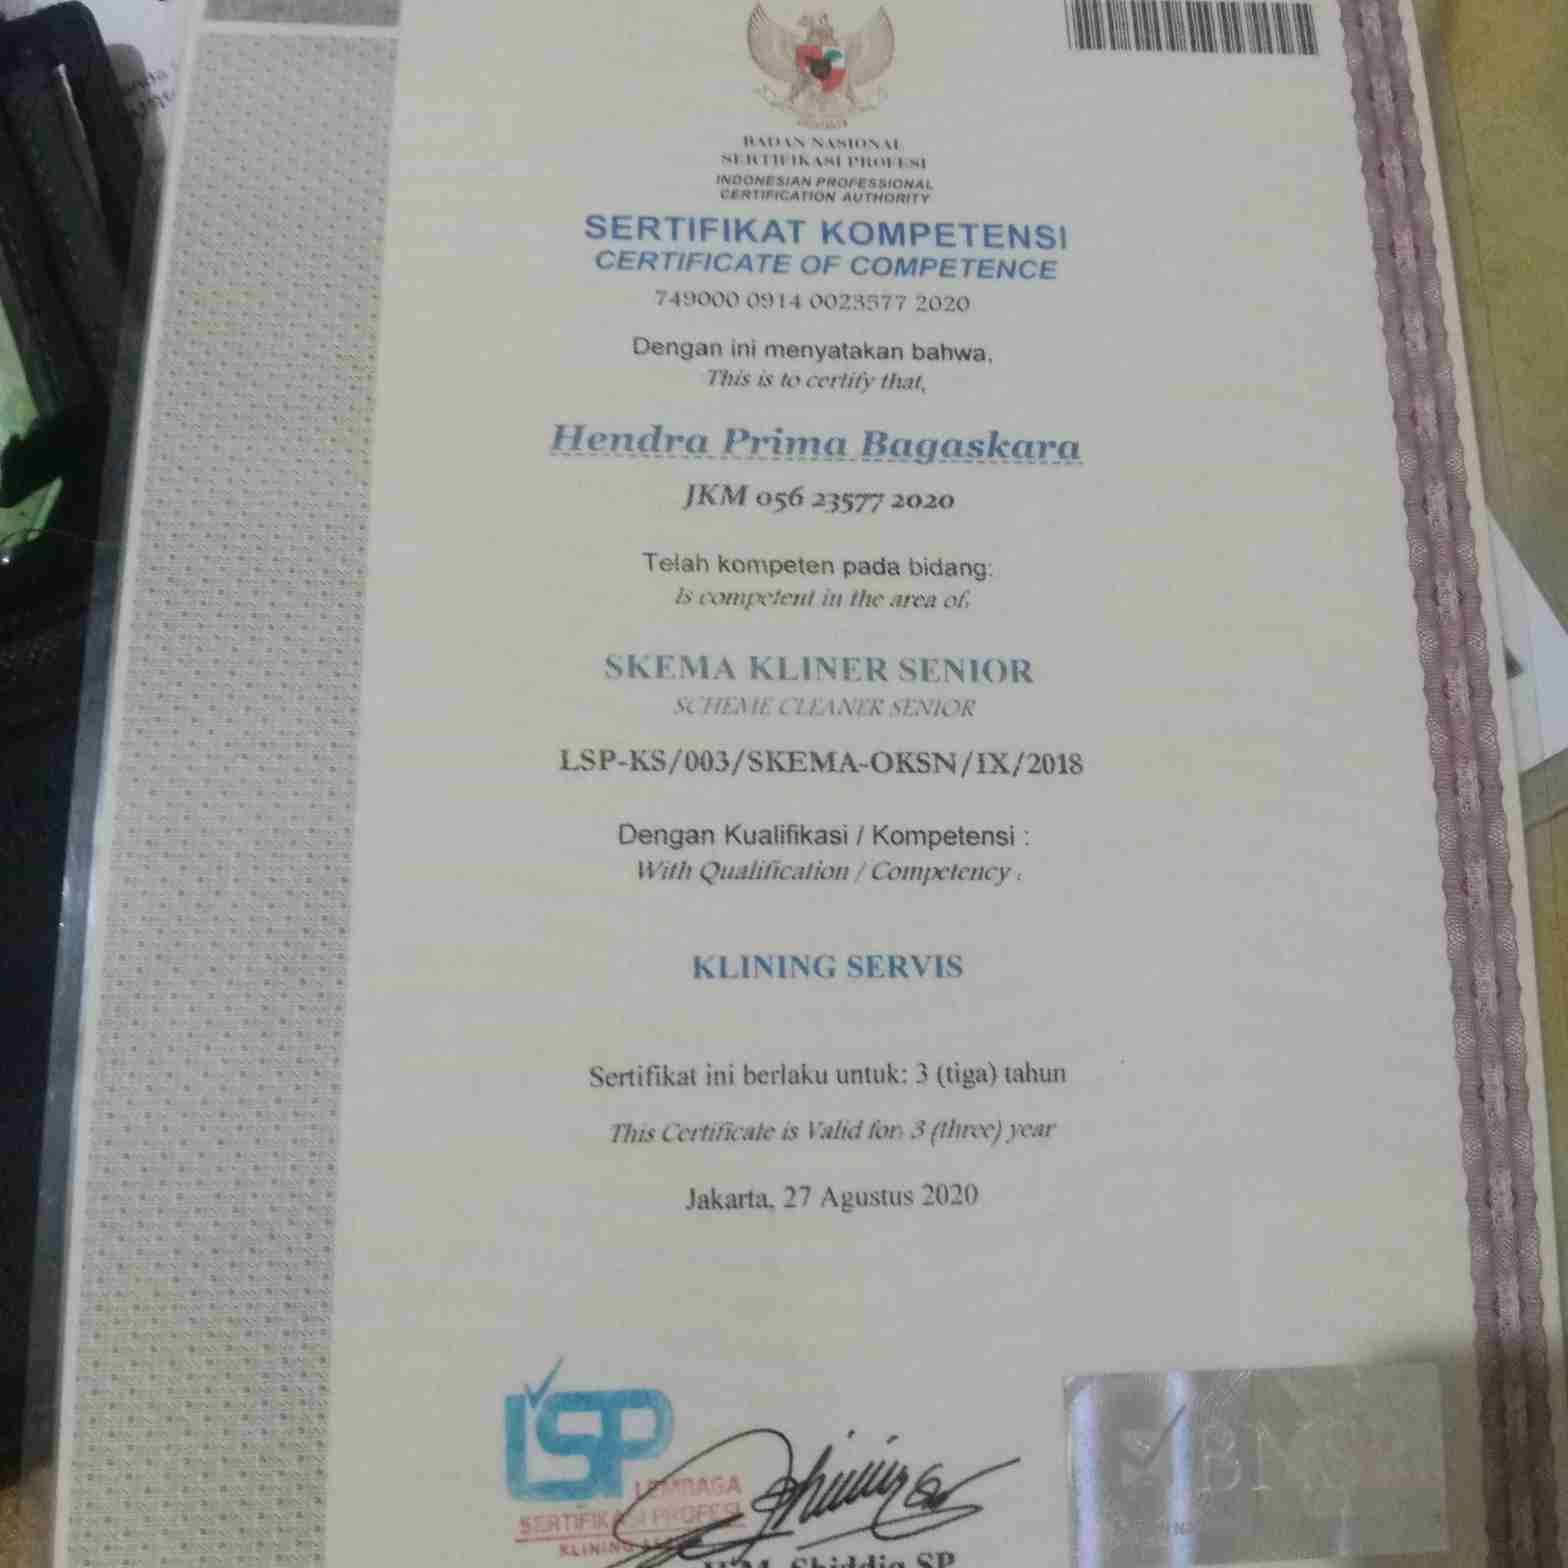 BADAN NASIONAL
SERTIFIKASI PROFESI
INDONESIAN PROFESSIONAL
CERTIFICATION AUTHORITY
SERTIFIKAT KOMPETENSI
CERTIFICATE OF COMPETENCE
749000 0914 0023577 2020
Dengan ini menyatakan bahwa,
This is to certify that,
Hendra Prima Bagaskara
JKM 056 23577 2020
Telah kompeten pada bidang:
Is competent in the area of:
SKEMA KLINER SENIOR
SCHEME CLEANER SENIOR
LSP-KS/003/SKEMA-OKSN/IX/2018
Dengan Kualifikasi / Kompetensi :
With Qualification / Competency :
KLINING SERVIS
Sertifikat ini berlaku untuk: 3 (tiga) tahun
This Certificate is Valid for: 3 (three) year
Jakarta, 27 Agustus 2020
LSP
LEMBAGA
SERTIFIKASI PROFESI
KLINING
Shiddiq SP